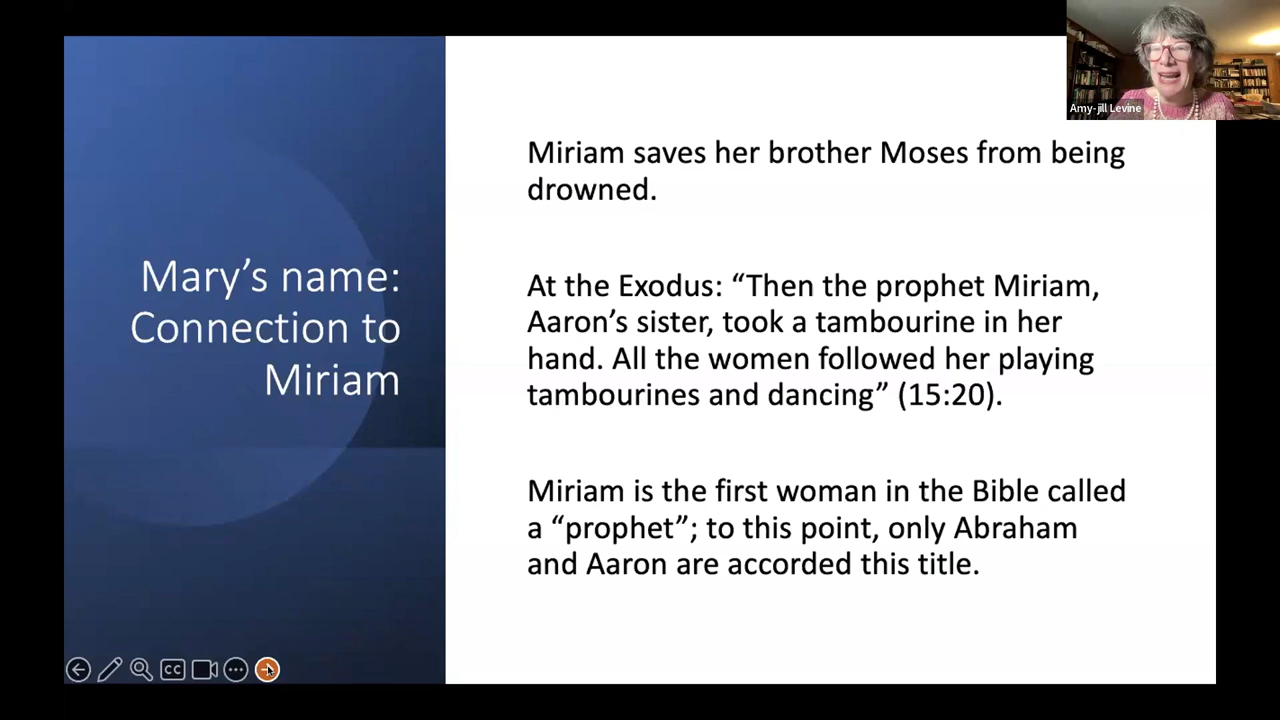 Amy-jill Levine
Mary’s name:
Connection to
Miriam
Miriam saves her brother Moses from being
drowned.
At the Exodus: “Then the prophet Miriam,
Aaron’s sister, took a tambourine in her
hand. All the women followed her playing
tambourines and dancing” (15:20).
Miriam is the first woman in the Bible called
a “prophet”; to this point, only Abraham
and Aaron are accorded this title.
CC